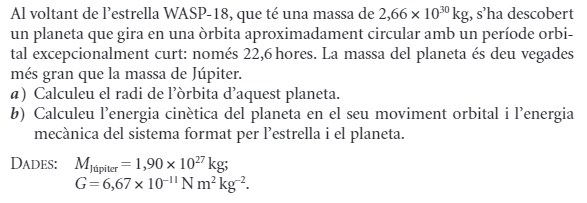 Al voltant de l'estrella WASP-18, que té una massa de 2,66 × 10³⁰ kg, s'ha descobert
un planeta que gira en una òrbita aproximadament circular amb un període orbi-
tal excepcionalment curt: només 22,6 hores. La massa del planeta és deu vegades
més gran que la massa de Júpiter.
a) Calculeu el radi de l'òrbita d'aquest planeta.
b) Calculeu l'energia cinètica del planeta en el seu moviment orbital i l'energia
mecànica del sistema format per l'estrella i el planeta.
DADES: M_Júpiter = 1,90 × 10²⁷ kg;
G = 6,67 × 10⁻¹¹ N m² kg⁻².